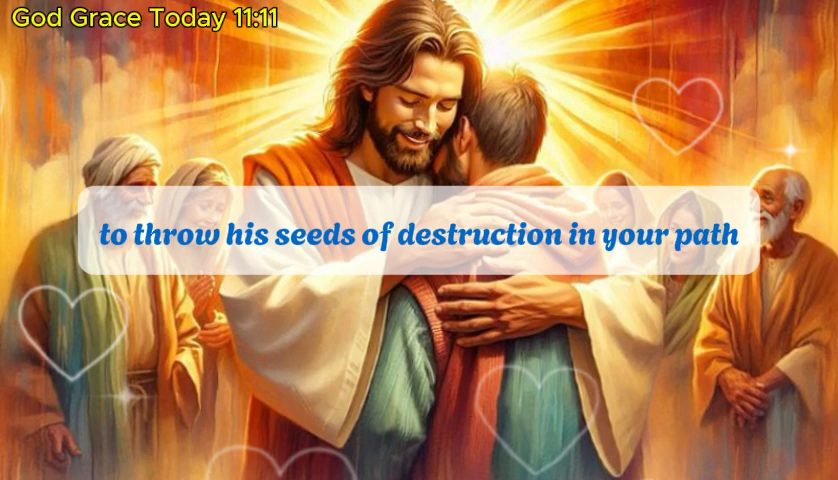 God Grace Today 11:11
to throw his seeds of destruction in your path